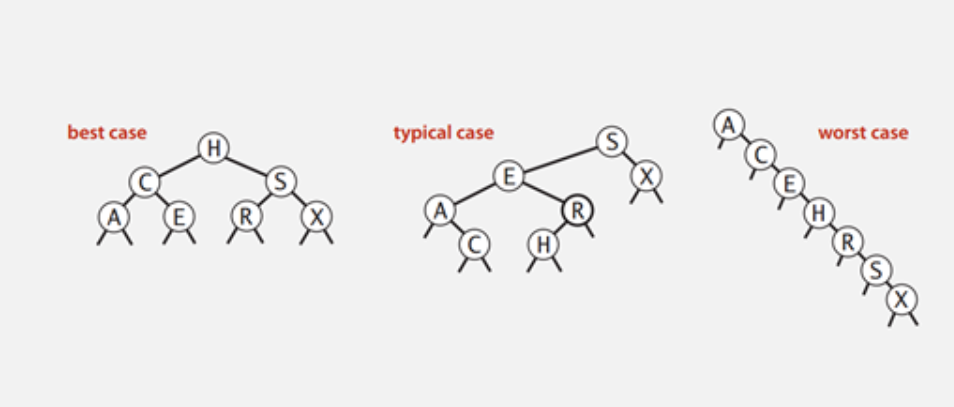 best case
H
C S
A E R X
typical case
S
E X
A R
C H
worst case
A
C
E
H
R
S
X